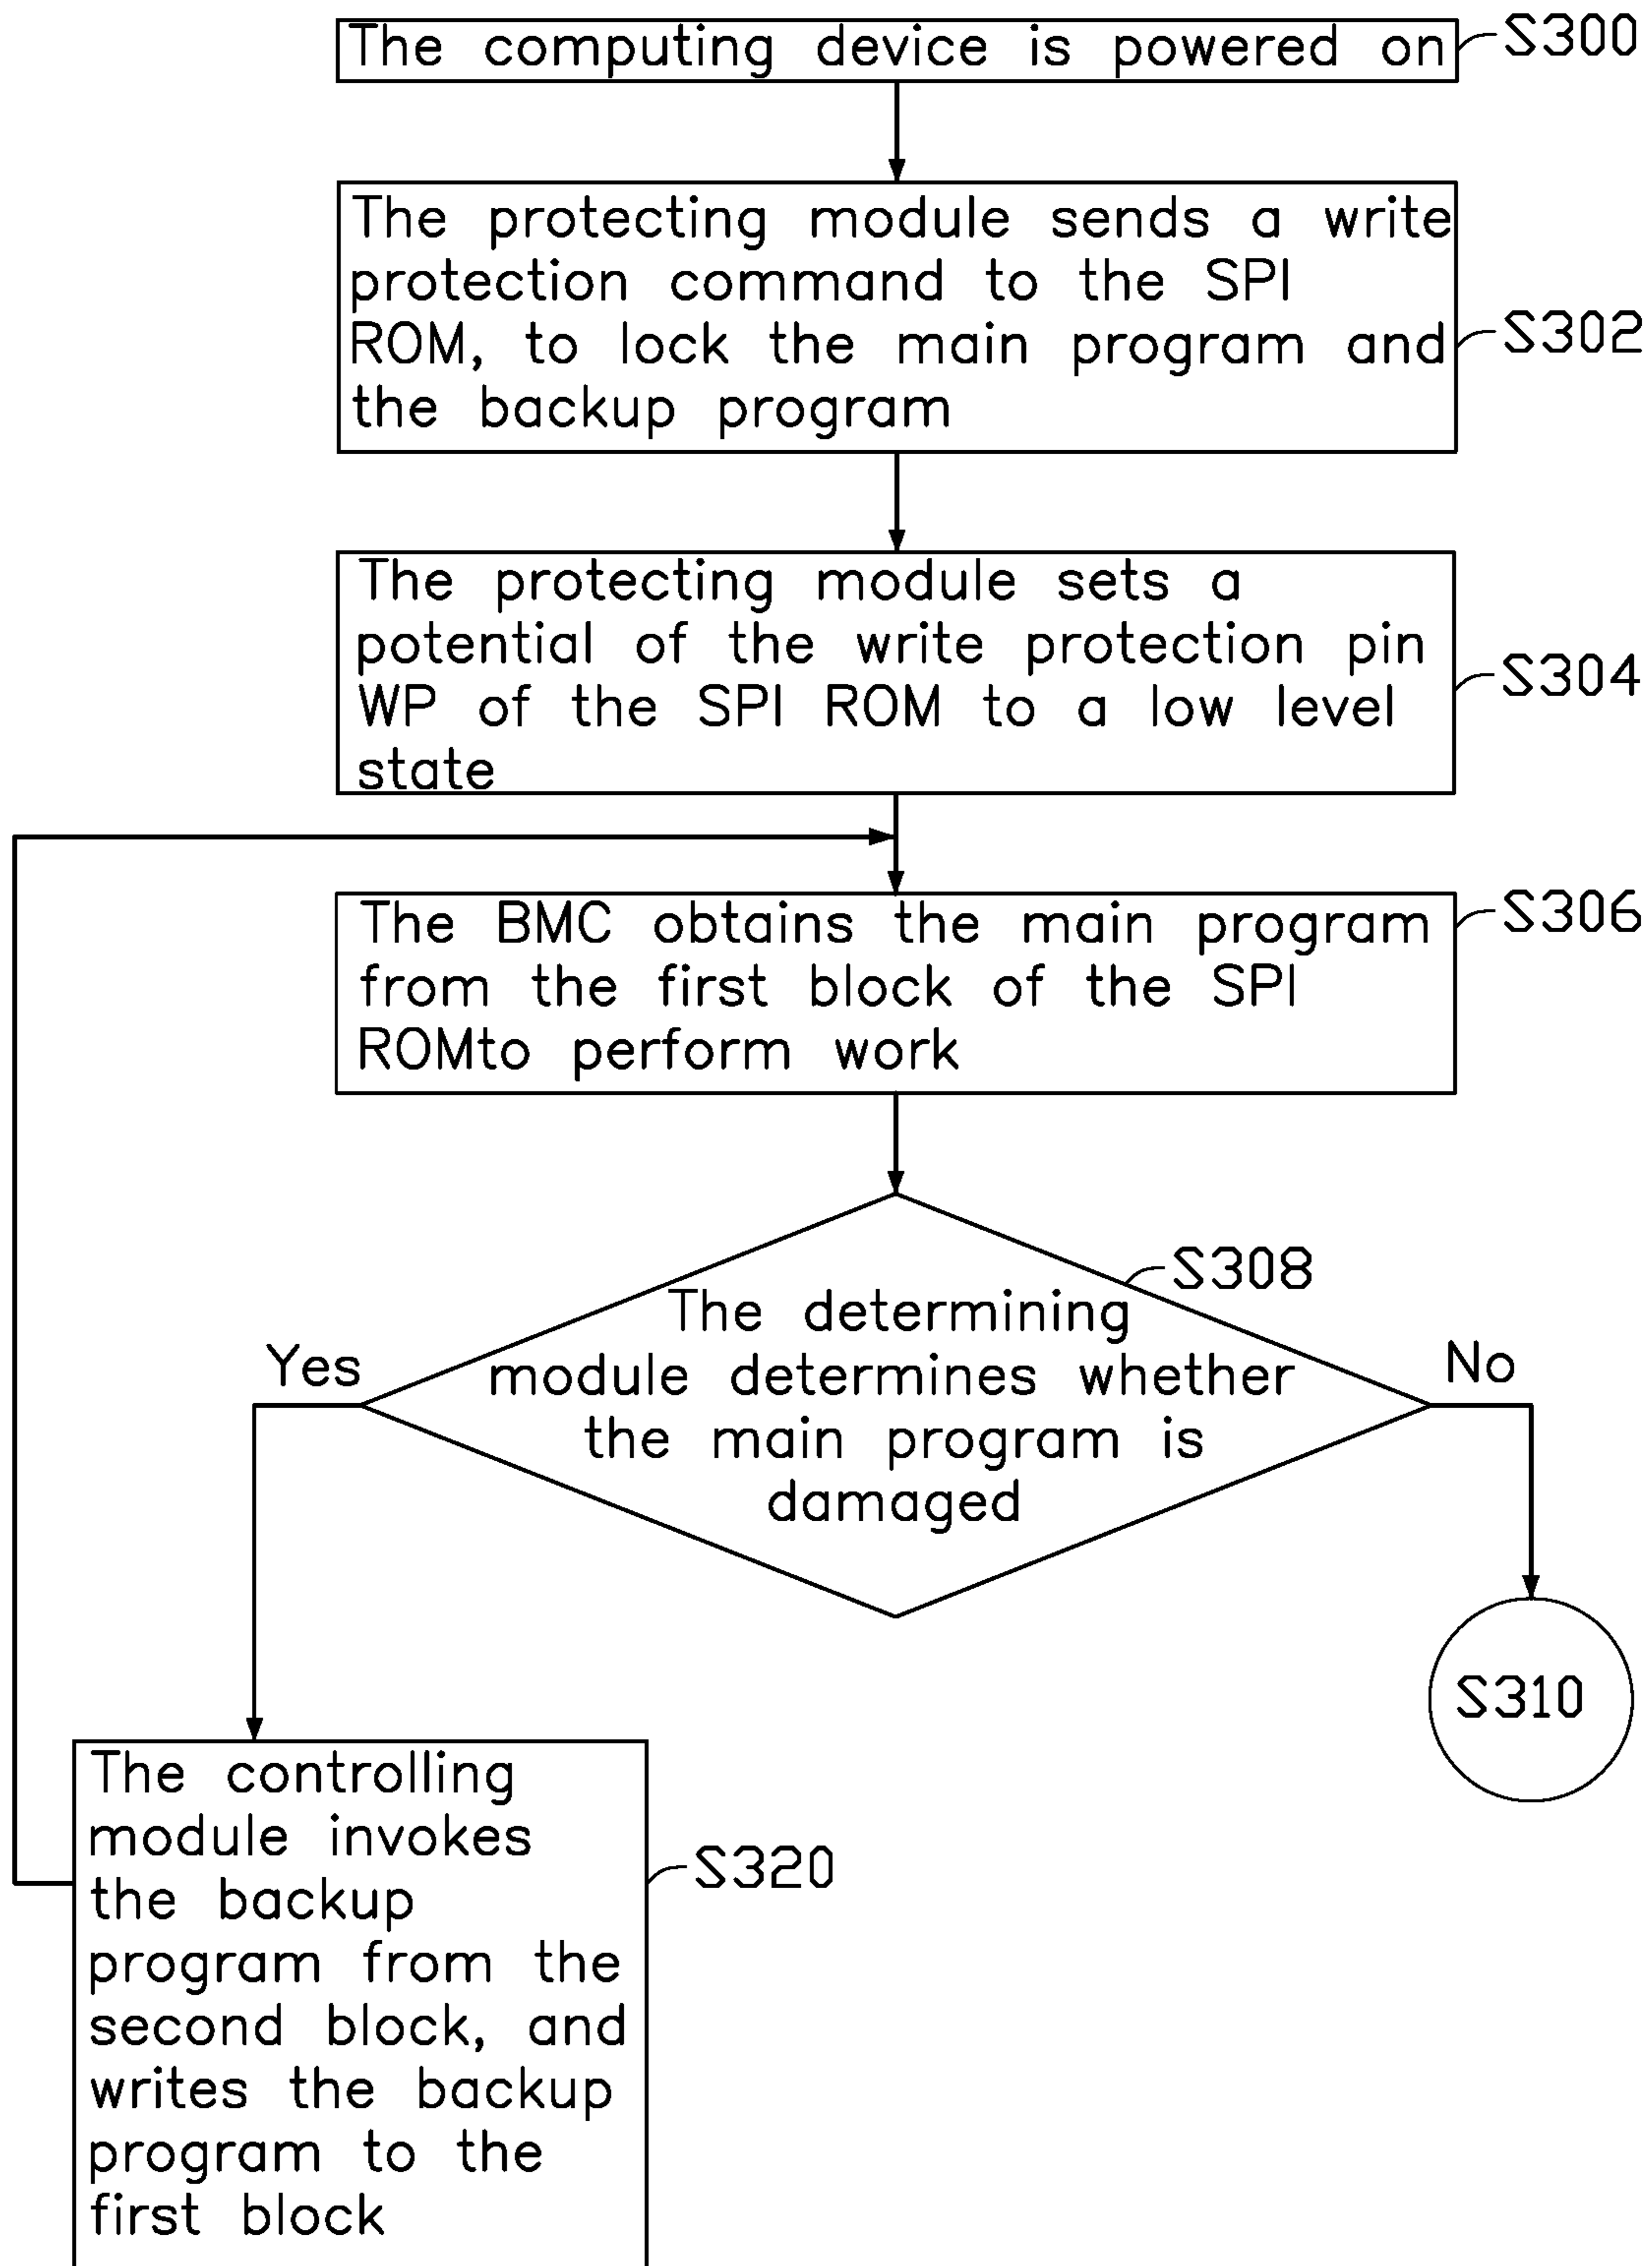 The computing device is powered on
S300
The protecting module sends a write
protection command to the SPI
ROM, to lock the main program and
the backup program
S302
The protecting module sets a
potential of the write protection pin
WP of the SPI ROM to a low level
state
S304
The BMC obtains the main program
from the first block of the SPI
ROMto perform work
S306
S308
The determining
module determines whether
the main program is
damaged
Yes
No
S310
The controlling
module invokes
the backup
program from the
second block, and
writes the backup
program to the
first block
S320